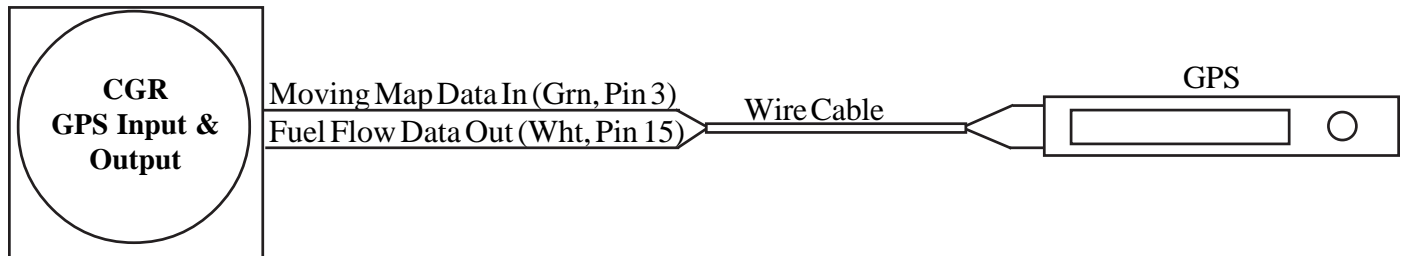 CGR
GPS Input &
Output
Moving Map Data In (Grn, Pin 3)
Fuel Flow Data Out (Wht, Pin 15)
Wire Cable
GPS